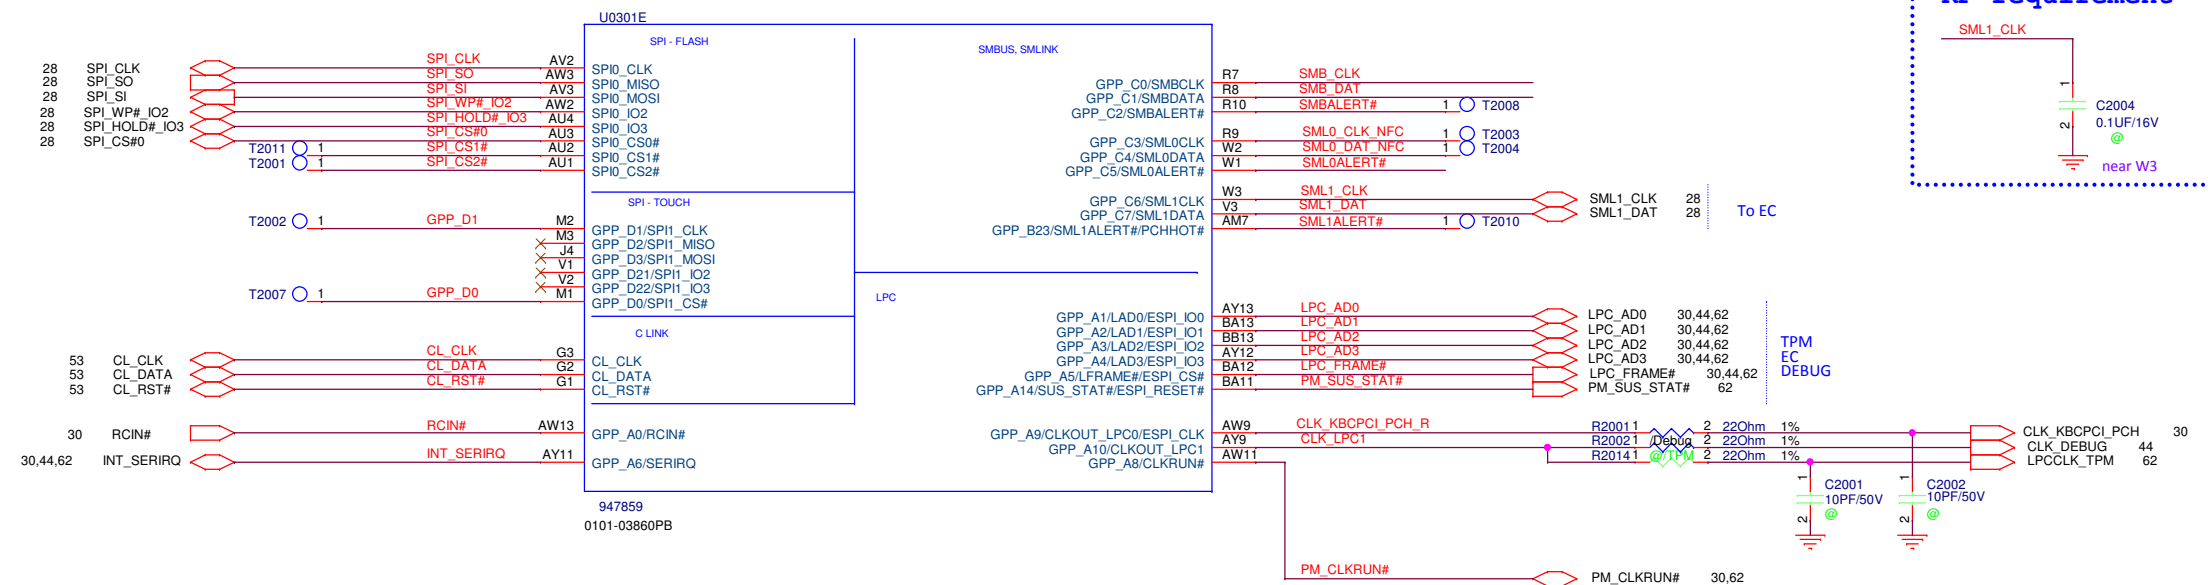 U0301E
SPI - FLASH
28 SPI_CLK SPI_CLK AV2 SPI0_CLK
28 SPI_SO SPI_SO AW3 SPI0_MISO
28 SPI_SI SPI_SI AV3 SPI0_MOSI
28 SPI_WP#_IO2 SPI_WP#_IO2 AW2 SPI0_IO2
28 SPI_HOLD#_IO3 SPI_HOLD#_IO3 AU4 SPI0_IO3
28 SPI_CS#0 SPI_CS#0 AU3 SPI0_CS0#
T2011 1 SPI_CS1# AU2 SPI0_CS1#
T2001 1 SPI_CS2# AU1 SPI0_CS2#
SPI - TOUCH
T2002 1 GPP_D1 M2 GPP_D1/SPI1_CLK
M3 GPP_D2/SPI1_MISO
J4 GPP_D3/SPI1_MOSI
V1 GPP_D21/SPI1_IO2
V2 GPP_D22/SPI1_IO3
T2007 1 GPP_D0 M1 GPP_D0/SPI1_CS#
C LINK
53 CL_CLK CL_CLK G3 CL_CLK
53 CL_DATA CL_DATA G2 CL_DATA
53 CL_RST# CL_RST# G1 CL_RST#
30 RCIN# RCIN# AW13 GPP_A0/RCIN#
30,44,62 INT_SERIRQ INT_SERIRQ AY11 GPP_A6/SERIRQ
947859
0101-03860PB
SMBUS, SMLINK
GPP_C0/SMBCLK R7 SMB_CLK
GPP_C1/SMBDATA R8 SMB_DAT
GPP_C2/SMBALERT# R10 SMBALERT# 1 T2008
GPP_C3/SML0CLK R9 SML0_CLK_NFC 1 T2003
GPP_C4/SML0DATA W2 SML0_DAT_NFC 1 T2004
GPP_C5/SML0ALERT# W1 SML0ALERT#
GPP_C6/SML1CLK W3 SML1_CLK SML1_CLK 28
GPP_C7/SML1DATA V3 SML1_DAT SML1_DAT 28
To EC
GPP_B23/SML1ALERT#/PCHHOT# AM7 SML1ALERT# 1 T2010
LPC
GPP_A1/LAD0/ESPI_IO0 AY13 LPC_AD0 LPC_AD0 30,44,62
GPP_A2/LAD1/ESPI_IO1 BA13 LPC_AD1 LPC_AD1 30,44,62
GPP_A3/LAD2/ESPI_IO2 BB13 LPC_AD2 LPC_AD2 30,44,62
GPP_A4/LAD3/ESPI_IO3 AY12 LPC_AD3 LPC_AD3 30,44,62
GPP_A5/LFRAME#/ESPI_CS# BA12 LPC_FRAME# LPC_FRAME# 30,44,62
GPP_A14/SUS_STAT#/ESPI_RESET# BA11 PM_SUS_STAT# PM_SUS_STAT# 62
TPM
EC
DEBUG
GPP_A9/CLKOUT_LPC0/ESPI_CLK AW9 CLK_KBCPCI_PCH_R R2001 1 2 22Ohm 1% CLK_KBCPCI_PCH 30
GPP_A10/CLKOUT_LPC1 AY9 CLK_LPC1 R2002 1 /Debug 2 22Ohm 1% CLK_DEBUG 44
GPP_A8/CLKRUN# AW11 R2014 1 @/TPM 2 22Ohm 1% LPCCLK_TPM 62
1 C2001 10PF/50V 2 @
1 C2002 10PF/50V 2 @
PM_CLKRUN# PM_CLKRUN# 30,62
requirement
SML1_CLK
1
C2004
2 0.1UF/16V
@
near W3